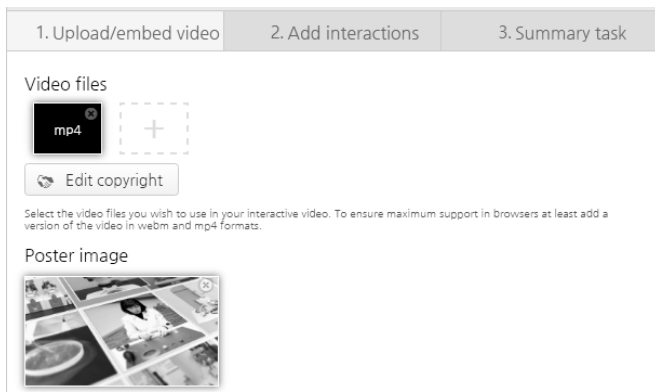 1. Upload/embed video
2. Add interactions
3. Summary task
Video files
mp4
Edit copyright
Select the video files you wish to use in your interactive video. To ensure maximum support in browsers at least add a
version of the video in webm and mp4 formats.
Poster image